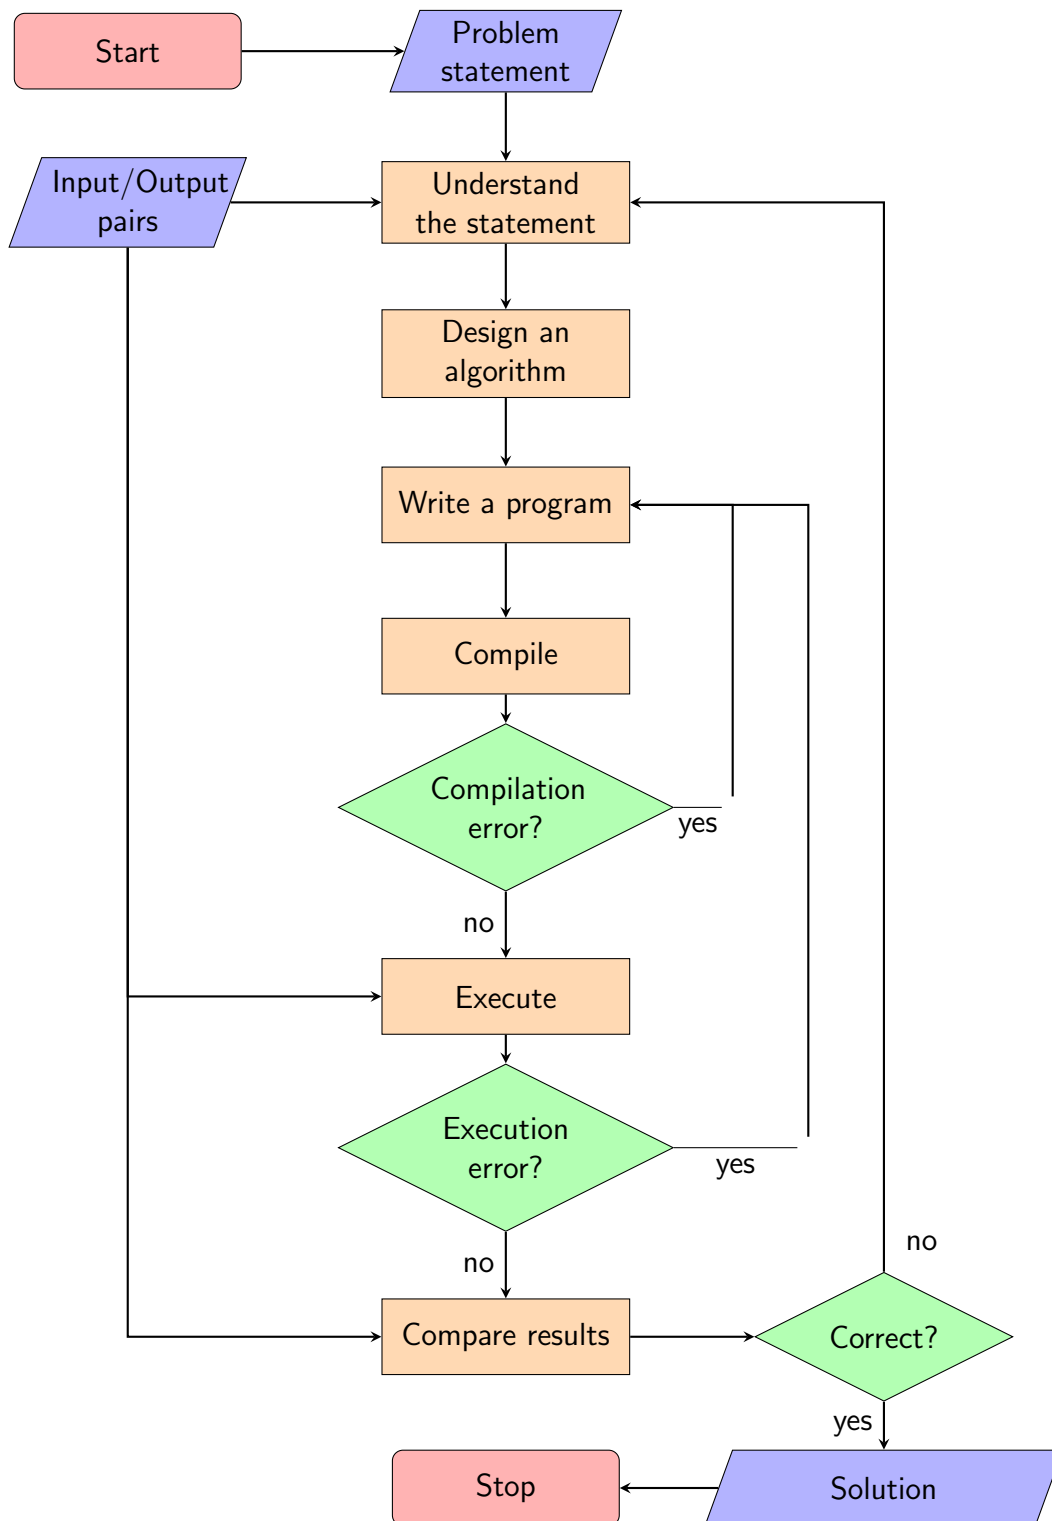 Start
Problem
statement
Input/Output
pairs
Understand
the statement
Design an
algorithm
Write a program
Compile
Compilation
error?
yes
no
Execute
Execution
error?
yes
no
no
Compare results
Correct?
yes
Stop
Solution